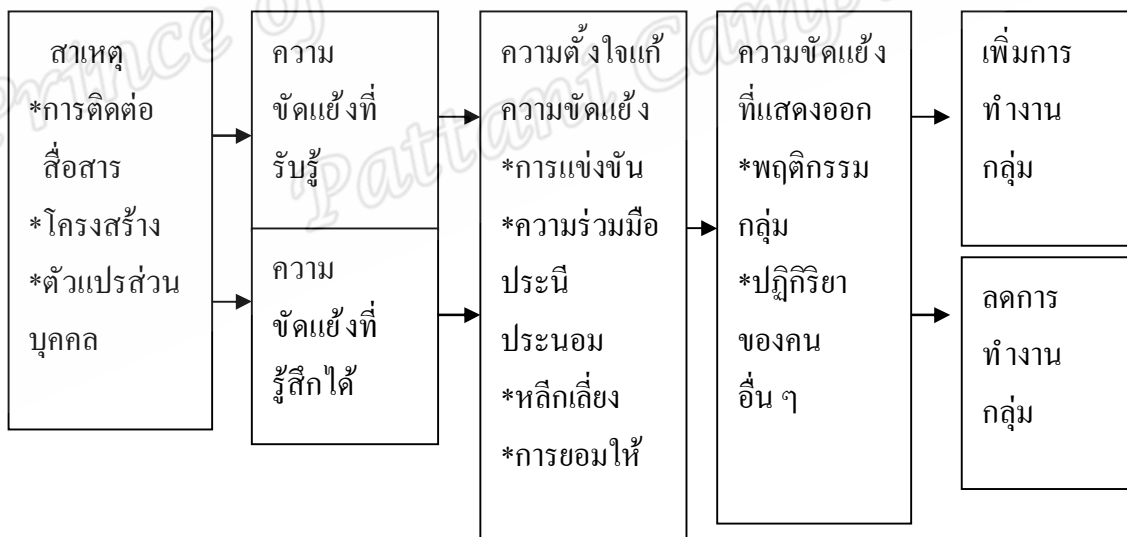 สาเหตุ
*การติดต่อ
สื่อสาร
*โครงสร้าง
*ตัวแปรส่วน
บุคคล
ความ
ขัดแย้งที่
รับรู้
ความ
ขัดแย้งที่
รู้สึกได้
ความตั้งใจแก้
ความขัดแย้ง
*การแข่งขัน
*ความร่วมมือ
ประนี
ประนอม
*หลีกเลี่ยง
*การยอมให้
ความขัดแย้ง
ที่แสดงออก
*พฤติกรรม
กลุ่ม
*ปฏิกิริยา
ของคน
อื่น ๆ
เพิ่มการ
ทำงาน
กลุ่ม
ลดการ
ทำงาน
กลุ่ม
Prince of
Pattani Camp